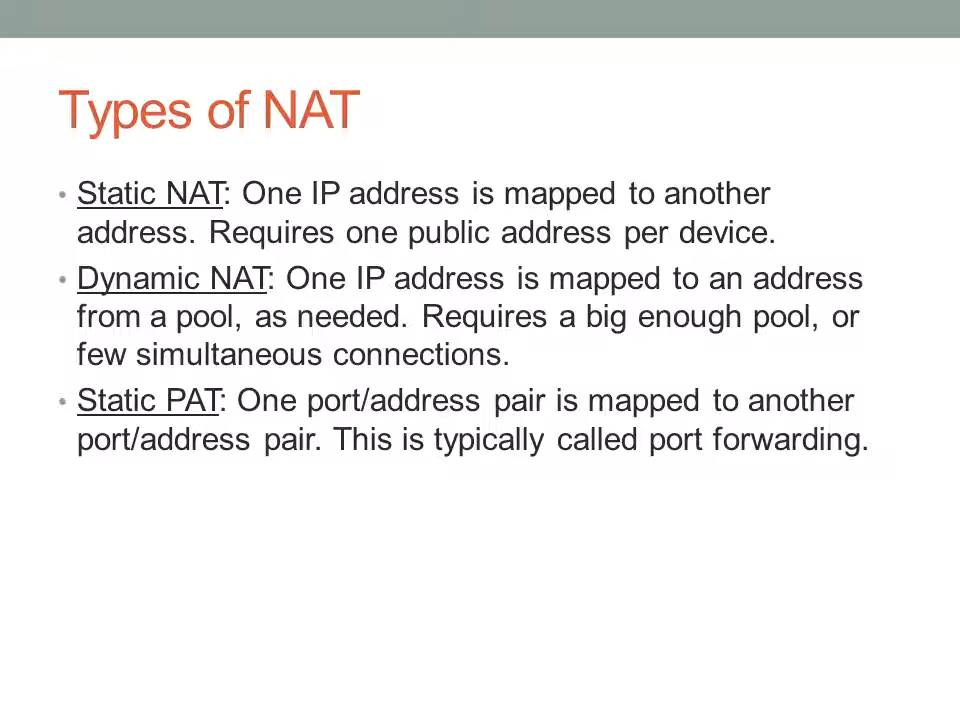 Types of NAT
• Static NAT: One IP address is mapped to another
address. Requires one public address per device.
• Dynamic NAT: One IP address is mapped to an address
from a pool, as needed. Requires a big enough pool, or
few simultaneous connections.
• Static PAT: One port/address pair is mapped to another
port/address pair. This is typically called port forwarding.